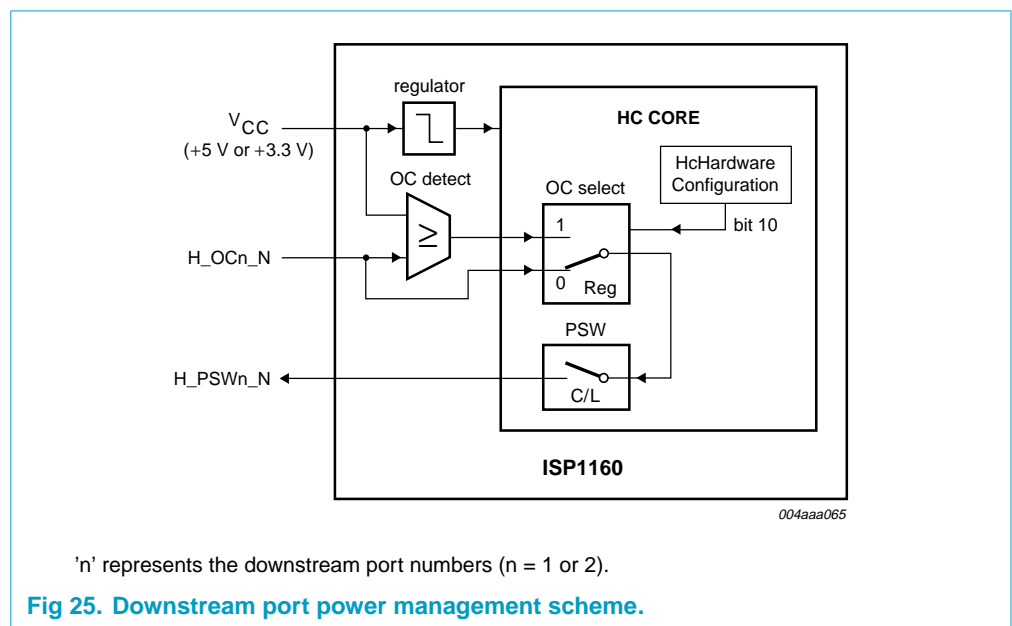 regulator
HC CORE
VCC
(+5 V or +3.3 V)
HcHardware
Configuration
OC detect
OC select
≥
1
bit 10
H_OCn_N
0
Reg
PSW
H_PSWn_N
C/L
ISP1160
004aaa065
'n' represents the downstream port numbers (n = 1 or 2).
Fig 25. Downstream port power management scheme.